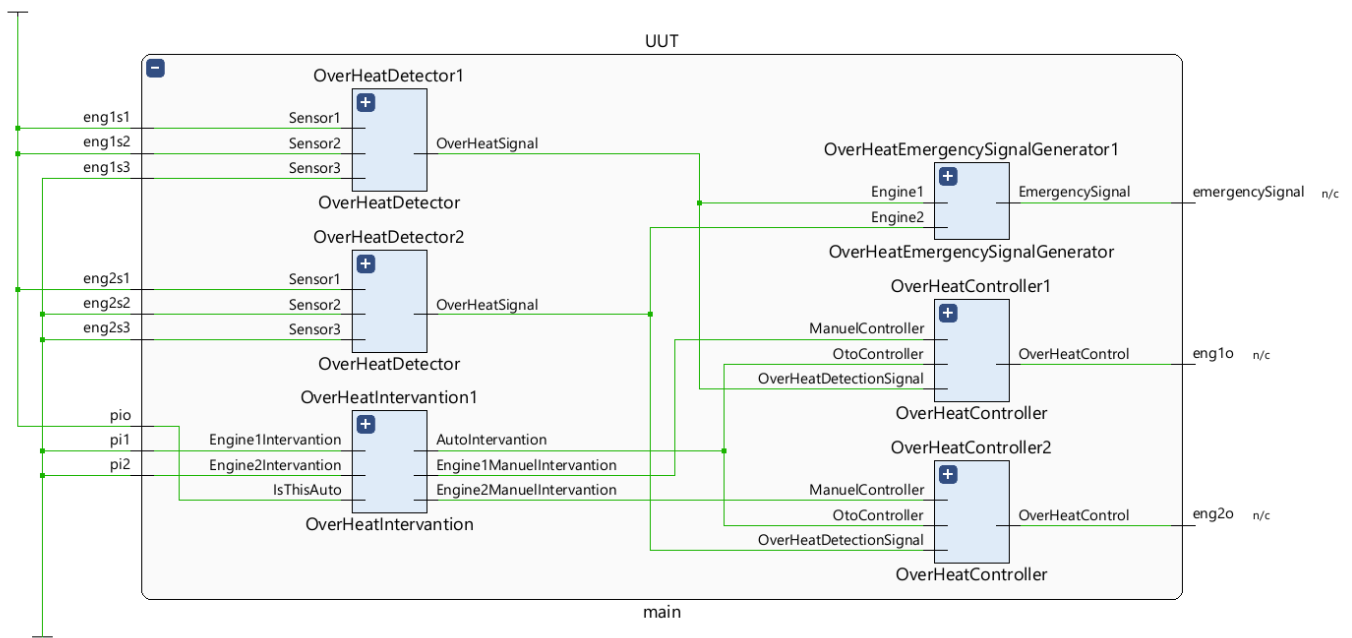 UUT
OverHeatDetector1
eng1s1
Sensor1
eng1s2
Sensor2
OverHeatSignal
eng1s3
Sensor3
OverHeatDetector
OverHeatEmergencySignalGenerator1
Engine1
EmergencySignal
emergencySignal n/c
Engine2
OverHeatEmergencySignalGenerator
OverHeatDetector2
eng2s1
Sensor1
eng2s2
Sensor2
OverHeatSignal
eng2s3
Sensor3
OverHeatDetector
OverHeatController1
ManuelController
OtoController
OverHeatControl
eng1o n/c
OverHeatDetectionSignal
OverHeatController
OverHeatIntervantion1
pio
pi1
Engine1Intervantion
AutoIntervantion
pi2
Engine2Intervantion
Engine1ManuelIntervantion
IsThisAuto
Engine2ManuelIntervantion
OverHeatIntervantion
OverHeatController2
ManuelController
OtoController
OverHeatControl
eng2o n/c
OverHeatDetectionSignal
OverHeatController
main